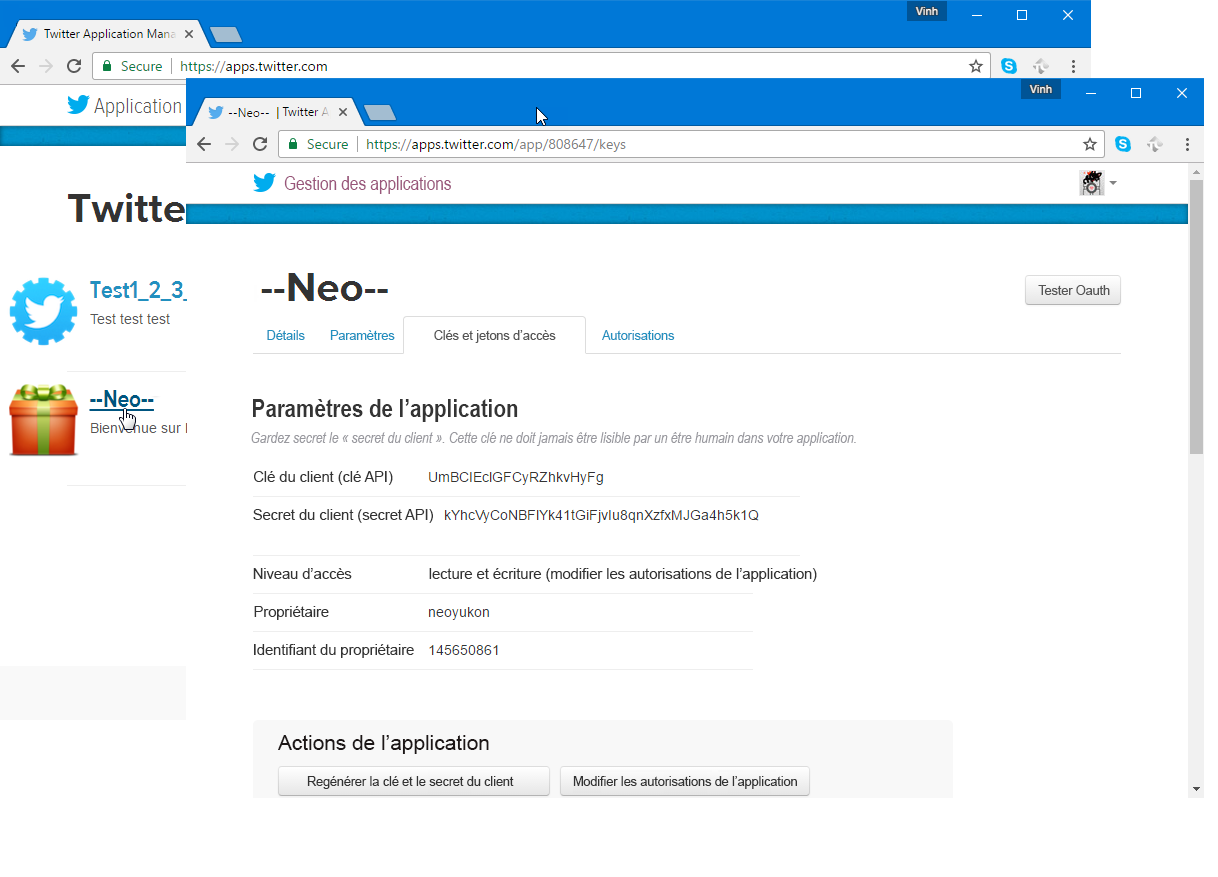 Vinh
Twitter Application Mana
Secure | https://apps.twitter.com
Application
Twitte
Test1_2_3_
Test test test
--Neo--
Bienvenue sur l
Vinh
--Neo-- | Twitter A
Secure | https://apps.twitter.com/app/808647/keys
Gestion des applications
--Neo--
Tester Oauth
Détails Paramètres Clés et jetons d’accès Autorisations
Paramètres de l’application
Gardez secret le « secret du client ». Cette clé ne doit jamais être lisible par un être humain dans votre application.
Clé du client (clé API) UmBCIEcIGFCyRZhkvHyFg
Secret du client (secret API) kYhcVyCoNBFIYk41tGiFjvIu8qnXzfxMJGa4h5k1Q
Niveau d’accès lecture et écriture (modifier les autorisations de l’application)
Propriétaire neoyukon
Identifiant du propriétaire 145650861
Actions de l’application
Regénérer la clé et le secret du client Modifier les autorisations de l’application